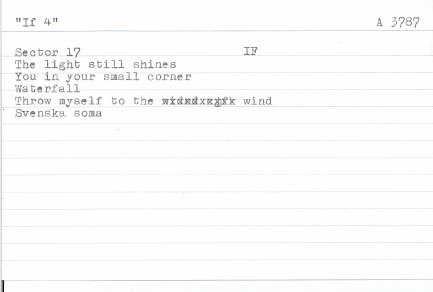 "If 4" A 3787
Sector 17 IF
The light still shines
You in your small corner
Waterfall
Throw myself to the wind
Svenska soma